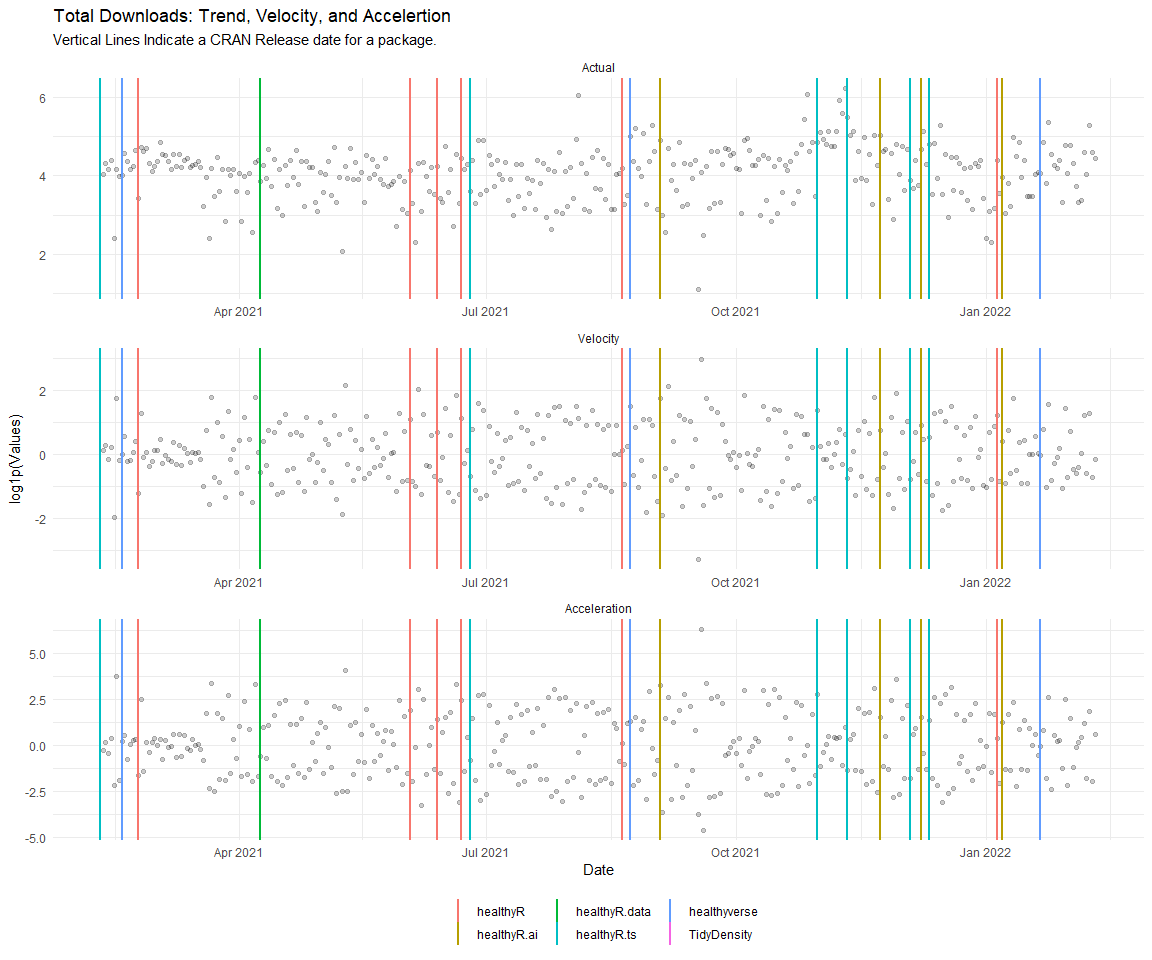 Total Downloads: Trend, Velocity, and Accelertion
Vertical Lines Indicate a CRAN Release date for a package.
Actual
6
4
2
Apr 2021 Jul 2021 Oct 2021 Jan 2022
Velocity
2
0
-2
Apr 2021 Jul 2021 Oct 2021 Jan 2022
log1p(Values)
Acceleration
5.0
2.5
0.0
-2.5
-5.0
Apr 2021 Jul 2021 Oct 2021 Jan 2022
Date
healthyR healthyR.data healthyverse
healthyR.ai healthyR.ts TidyDensity